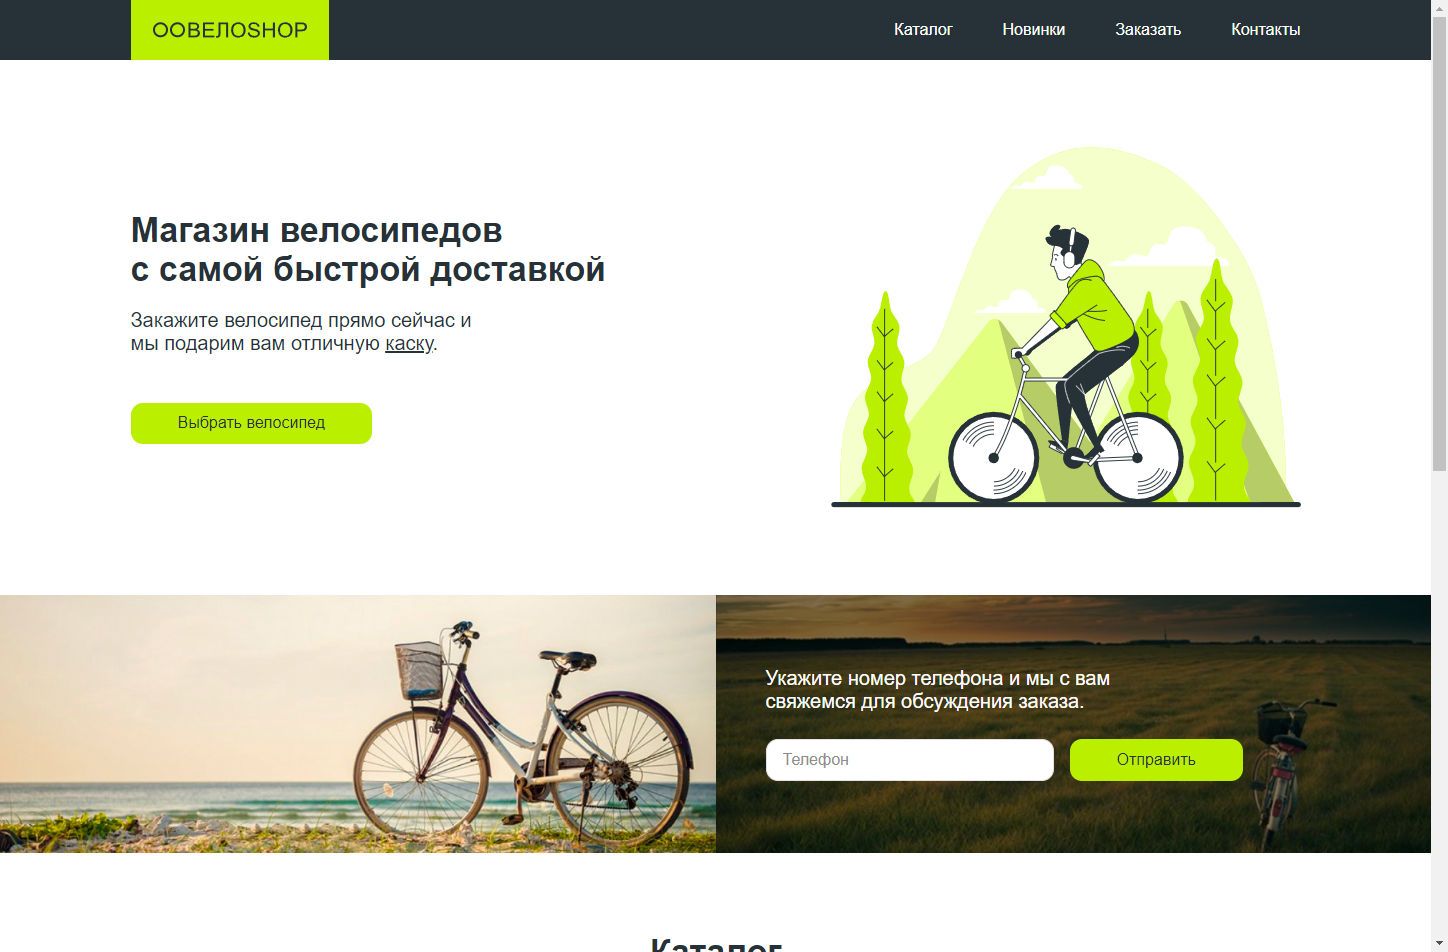 ООВЕЛОSHOP
Каталог
Новинки
Заказать
Контакты
Магазин велосипедов
с самой быстрой доставкой
Закажите велосипед прямо сейчас и
мы подарим вам отличную каску.
Выбрать велосипед
Укажите номер телефона и мы с вам
свяжемся для обсуждения заказа.
Телефон
Отправить
Каталог